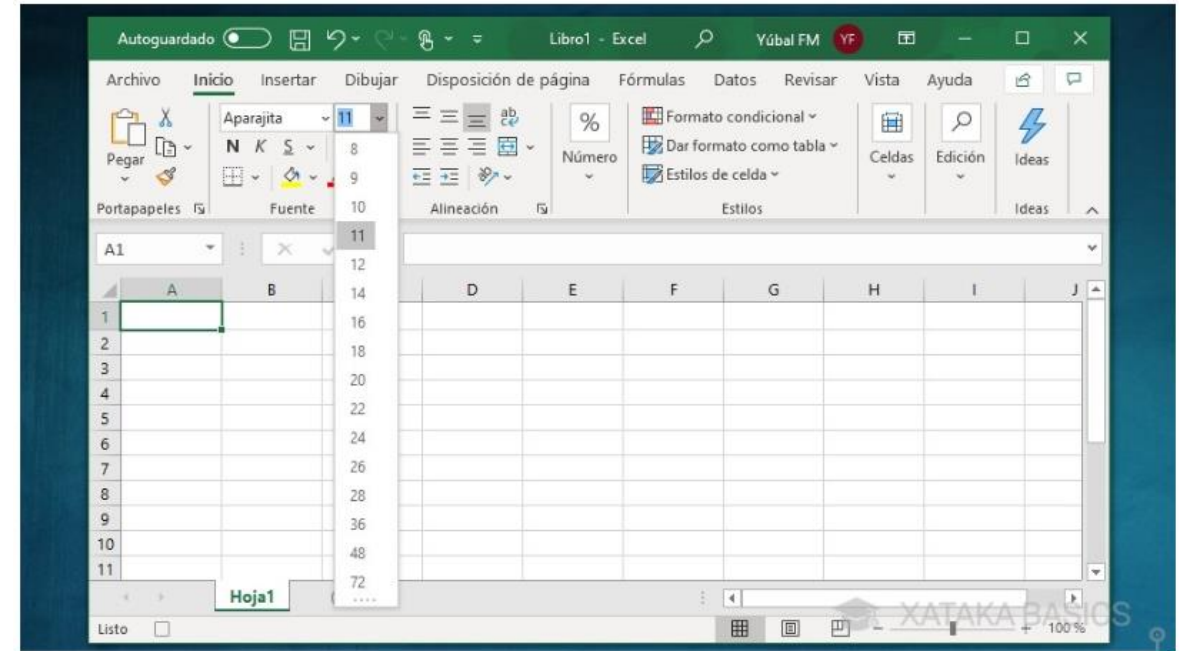 Autoguardado Libro1 - Excel Yúbal FM YF
Archivo Inicio Insertar Dibujar Disposición de página Fórmulas Datos Revisar Vista Ayuda
Aparajita 11
% Formato condicional
N K S ab
Pegar Número Dar formato como tabla Celdas Edición Ideas
Estilos de celda
Portapapeles Fuente Alineación Estilos Ideas
A1
A B D E F G H I J
1
2
3
4
5
6
7
8
9
10
11
8
9
10
11
12
14
16
18
20
22
24
26
28
36
48
72
Hoja1
Listo 100 %
XATAKA BASICS